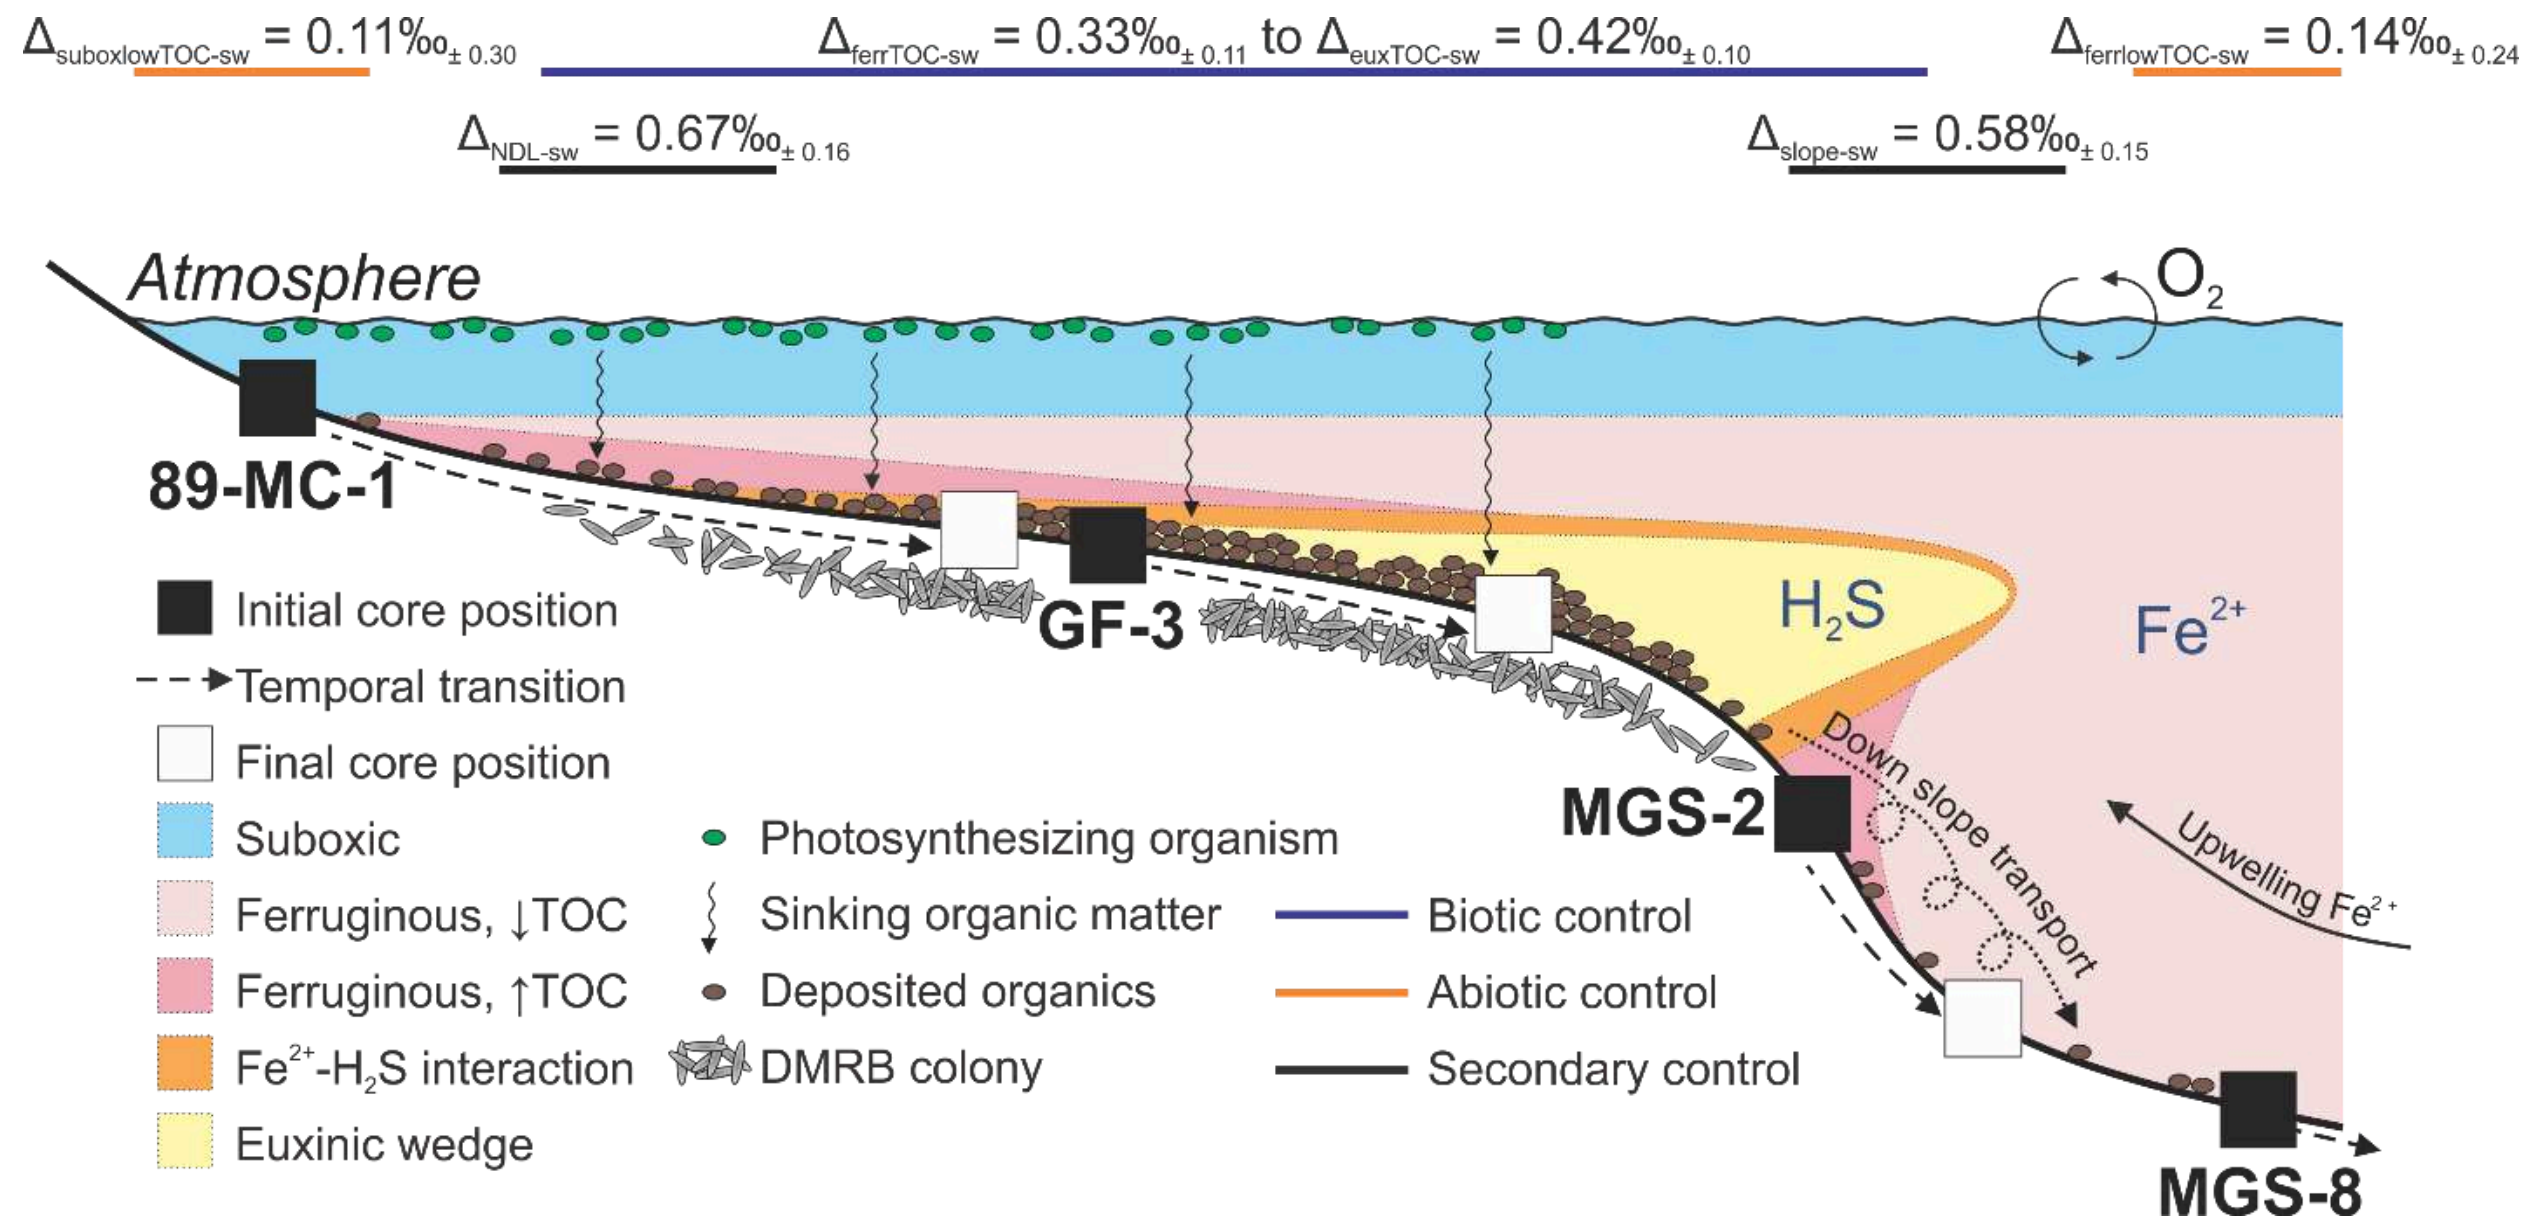 Δsuboxlow​TOC-sw = 0.11‰± 0.30
ΔferrTOC-sw = 0.33‰± 0.11 to ΔeuxTOC-sw = 0.42‰± 0.10
ΔferrlowTOC-sw = 0.14‰± 0.24
ΔNDL-sw = 0.67‰± 0.16
Δslope-sw = 0.58‰± 0.15
Atmosphere
O₂
89-MC-1
GF-3
H₂S
Fe²⁺
MGS-2
Down slope transport
Upwelling Fe²⁺
MGS-8
Initial core position
Temporal transition
Final core position
Suboxic
Ferruginous, ↓TOC
Ferruginous, ↑TOC
Fe²⁺-H₂S interaction
Euxinic wedge
Photosynthesizing organism
Sinking organic matter
Deposited organics
DMRB colony
Biotic control
Abiotic control
Secondary control